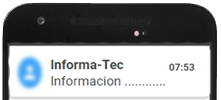 Informa-Tec
07:53
Informacion ............